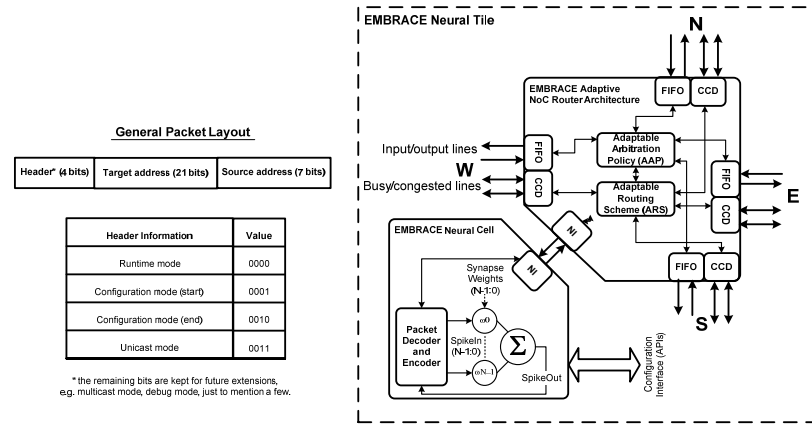 General Packet Layout
Header* (4 bits) Target address (21 bits) Source address (7 bits)
Header Information Value
Runtime mode 0000
Configuration mode (start) 0001
Configuration mode (end) 0010
Unicast mode 0011
* the remaining bits are kept for future extensions,
e.g. multicast mode, debug mode, just to mention a few.
EMBRACE Neural Tile
N
EMBRACE Adaptive
NoC Router Architecture
FIFO CCD
Input/output lines
W
Busy/congested lines
FIFO
CCD
Adaptable
Arbitration
Policy (AAP)
Adaptable
Routing
Scheme (ARS)
FIFO
CCD
E
NI
NI
FIFO CCD
S
EMBRACE Neural Cell
Synapse
Weights
(N-1:0)
Packet
Decoder
and
Encoder
ω0
SpikeIn
(N-1:0)
ωN-1
Σ
SpikeOut
Configuration
Interface (APIs)